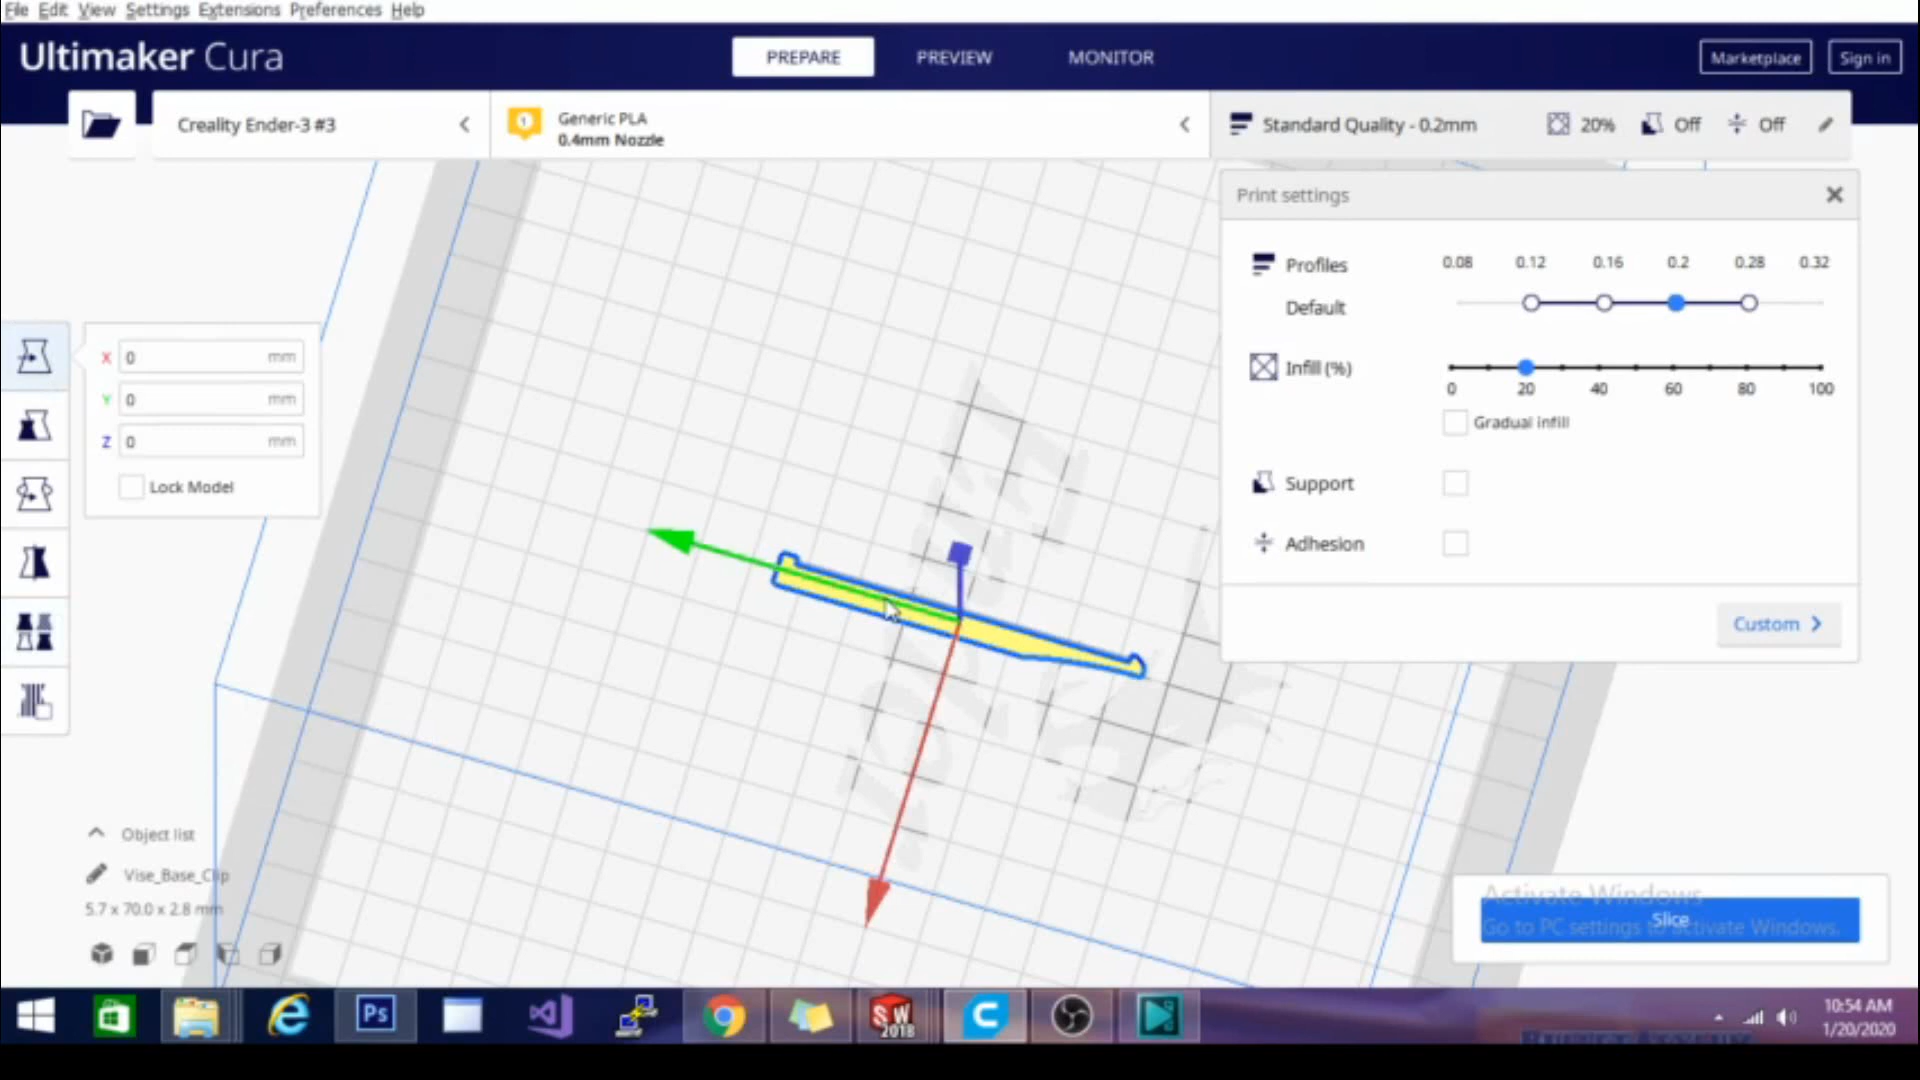 File Edit View Settings Extensions Preferences Help
Ultimaker Cura
PREPARE PREVIEW MONITOR
Marketplace Sign in
Creality Ender-3 #3
1
Generic PLA
0.4mm Nozzle
Standard Quality - 0.2mm 20% Off Off
Print settings
Profiles 0.08 0.12 0.16 0.2 0.28 0.32
Default
Infill (%)
0 20 40 60 80 100
Gradual infill
Support
Adhesion
Custom
X 0 mm
Y 0 mm
Z 0 mm
Lock Model
Object list
Vise_Base_Clip
5.7 x 70.0 x 2.8 mm
Activate Windows
Slice
Go to PC settings to activate Windows.
Ps
SW
2018
C
10:54 AM
1/20/2020